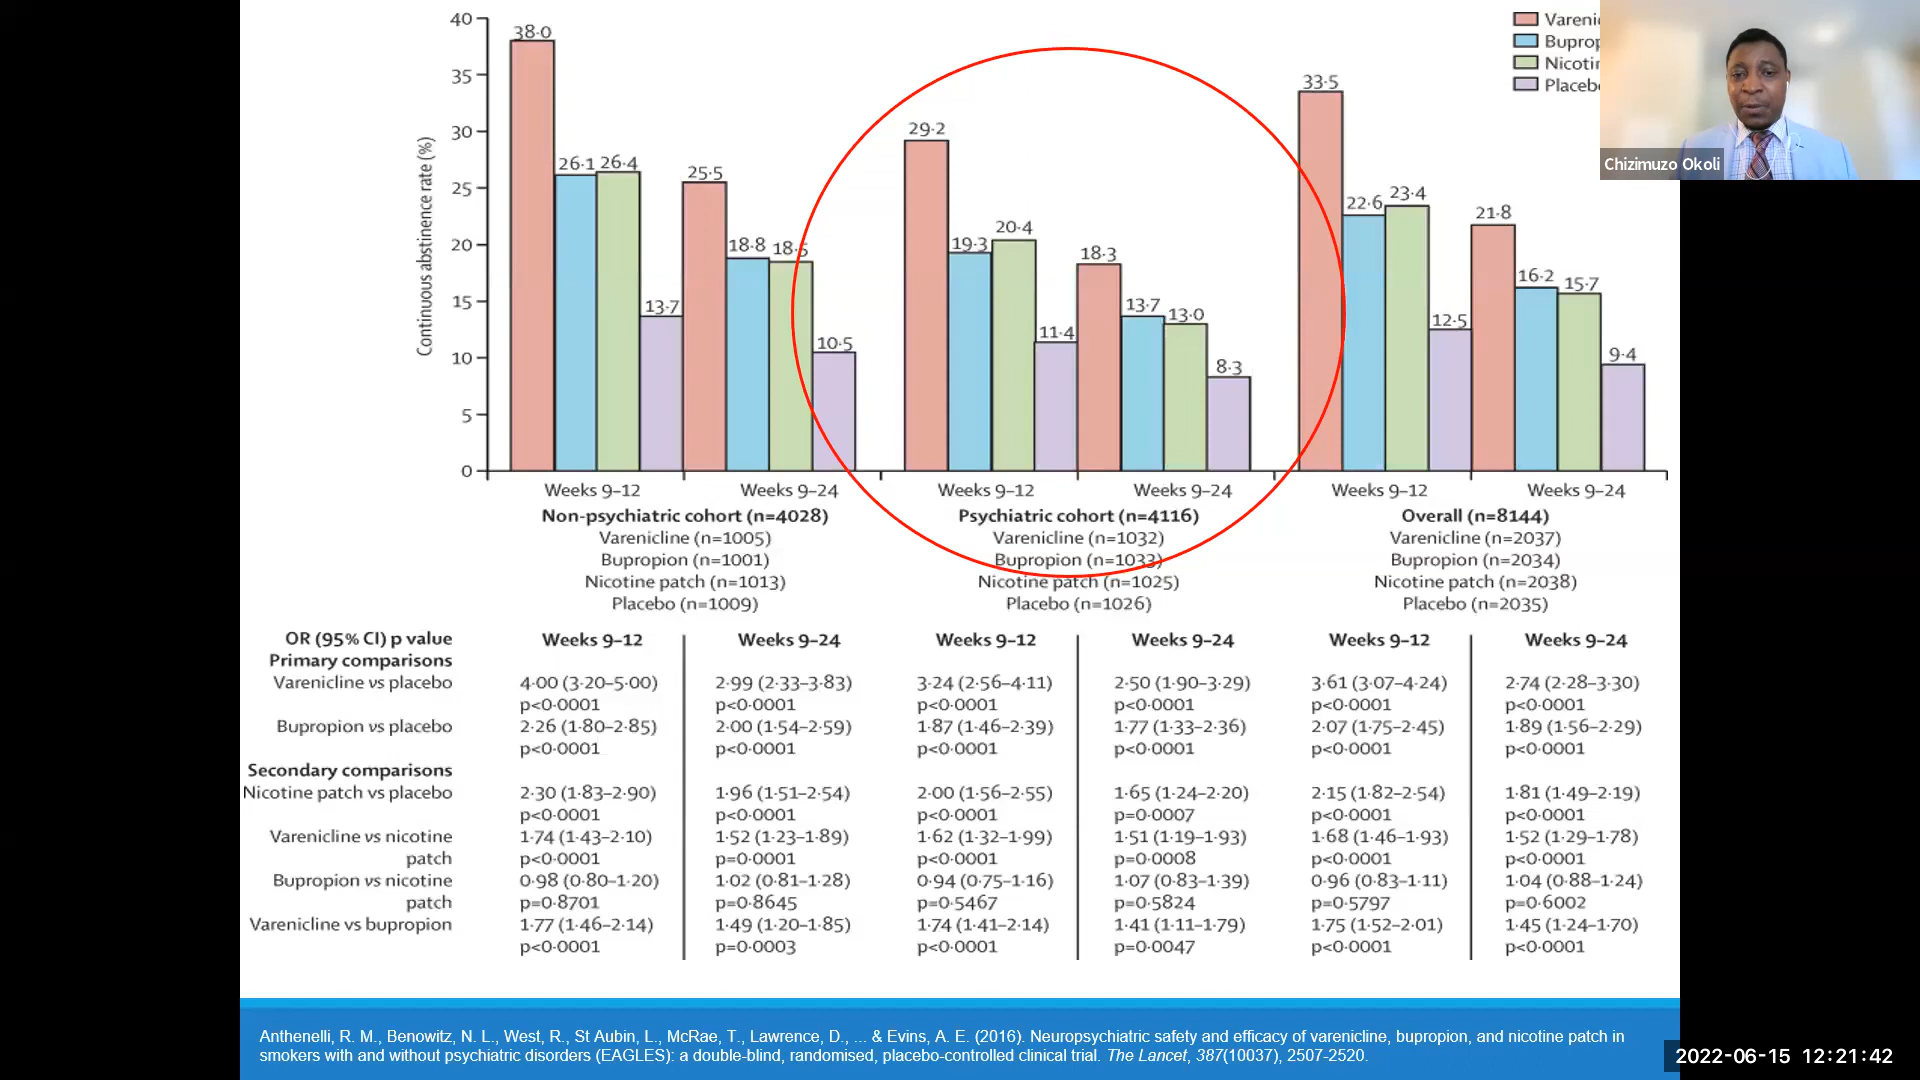 40
35
30
25
20
15
10
5
0
Continuous abstinence rate (%)
38·0
26·1
26·4
13·7
25·5
18·8
18·5
10·5
29·2
19·3
20·4
11·4
18·3
13·7
13·0
8·3
33·5
22·6
23·4
12·5
21·8
16·2
15·7
9·4
Vareni
Buprop
Nicotin
Placeb
Chizimuzo Okoli
Weeks 9–12 Weeks 9–24 Weeks 9–12 Weeks 9–24 Weeks 9–12 Weeks 9–24
Non-psychiatric cohort (n=4028) Psychiatric cohort (n=4116) Overall (n=8144)
Varenicline (n=1005) Varenicline (n=1032) Varenicline (n=2037)
Bupropion (n=1001) Bupropion (n=1033) Bupropion (n=2034)
Nicotine patch (n=1013) Nicotine patch (n=1025) Nicotine patch (n=2038)
Placebo (n=1009) Placebo (n=1026) Placebo (n=2035)
OR (95% CI) p value Weeks 9–12 Weeks 9–24 Weeks 9–12 Weeks 9–24 Weeks 9–12 Weeks 9–24
Primary comparisons
Varenicline vs placebo 4·00 (3·20–5·00) 2·99 (2·33–3·83) 3·24 (2·56–4·11) 2·50 (1·90–3·29) 3·61 (3·07–4·24) 2·74 (2·28–3·30)
p<0·0001 p<0·0001 p<0·0001 p<0·0001 p<0·0001 p<0·0001
Bupropion vs placebo 2·26 (1·80–2·85) 2·00 (1·54–2·59) 1·87 (1·46–2·39) 1·77 (1·33–2·36) 2·07 (1·75–2·45) 1·89 (1·56–2·29)
p<0·0001 p<0·0001 p<0·0001 p<0·0001 p<0·0001 p<0·0001
Secondary comparisons
Nicotine patch vs placebo 2·30 (1·83–2·90) 1·96 (1·51–2·54) 2·00 (1·56–2·55) 1·65 (1·24–2·20) 2·15 (1·82–2·54) 1·81 (1·49–2·19)
p<0·0001 p<0·0001 p<0·0001 p=0·0007 p<0·0001 p<0·0001
Varenicline vs nicotine 1·74 (1·43–2·10) 1·52 (1·23–1·89) 1·62 (1·32–1·99) 1·51 (1·19–1·93) 1·68 (1·46–1·93) 1·52 (1·29–1·78)
patch p<0·0001 p=0·0001 p<0·0001 p=0·0008 p<0·0001 p<0·0001
Bupropion vs nicotine 0·98 (0·80–1·20) 1·02 (0·81–1·28) 0·94 (0·75–1·16) 1·07 (0·83–1·39) 0·96 (0·83–1·11) 1·04 (0·88–1·24)
patch p=0·8701 p=0·8645 p=0·5467 p=0·5824 p=0·5797 p=0·6002
Varenicline vs bupropion 1·77 (1·46–2·14) 1·49 (1·20–1·85) 1·74 (1·41–2·14) 1·41 (1·11–1·79) 1·75 (1·52–2·01) 1·45 (1·24–1·70)
p<0·0001 p=0·0003 p<0·0001 p=0·0047 p<0·0001 p<0·0001
Anthenelli, R. M., Benowitz, N. L., West, R., St Aubin, L., McRae, T., Lawrence, D., ... & Evins, A. E. (2016). Neuropsychiatric safety and efficacy of varenicline, bupropion, and nicotine patch in
smokers with and without psychiatric disorders (EAGLES): a double-blind, randomised, placebo-controlled clinical trial. The Lancet, 387(10037), 2507-2520.
2022-06-15 12:21:42